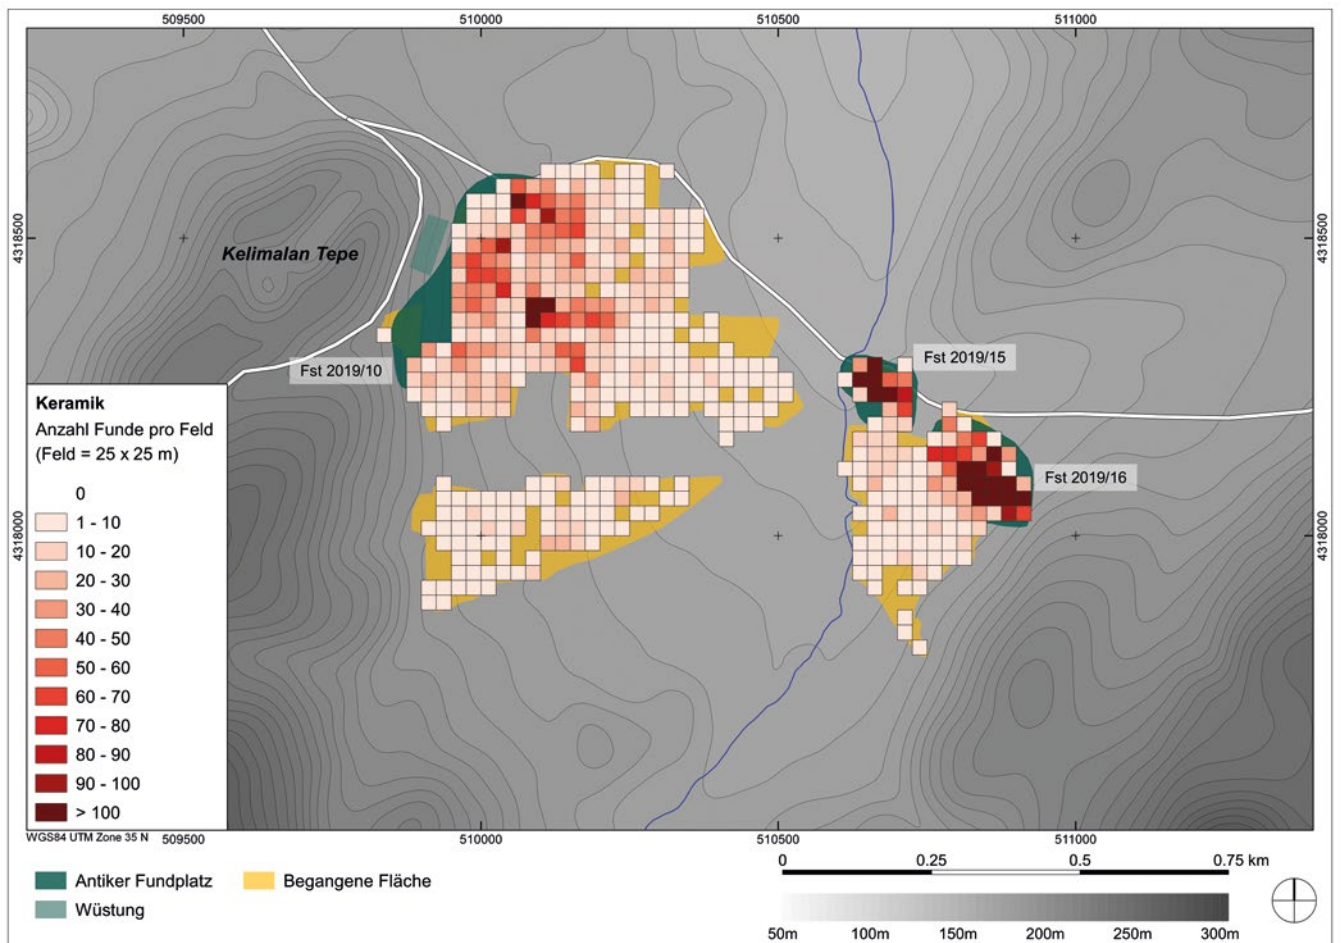 509500 510000 510500 511000
4318500 4318500
Kelimalan Tepe
Fst 2019/15
Fst 2019/10
Keramik
Anzahl Funde pro Feld
(Feld = 25 x 25 m)
Fst 2019/16
0
1 - 10
10 - 20
4318000 4318000
20 - 30
30 - 40
40 - 50
50 - 60
60 - 70
70 - 80
80 - 90
90 - 100
> 100
WGS84 UTM Zone 35 N
509500 510000 510500 511000
0 0.25 0.5 0.75 km
Antiker Fundplatz Begangene Fläche
Wüstung
50m 100m 150m 200m 250m 300m